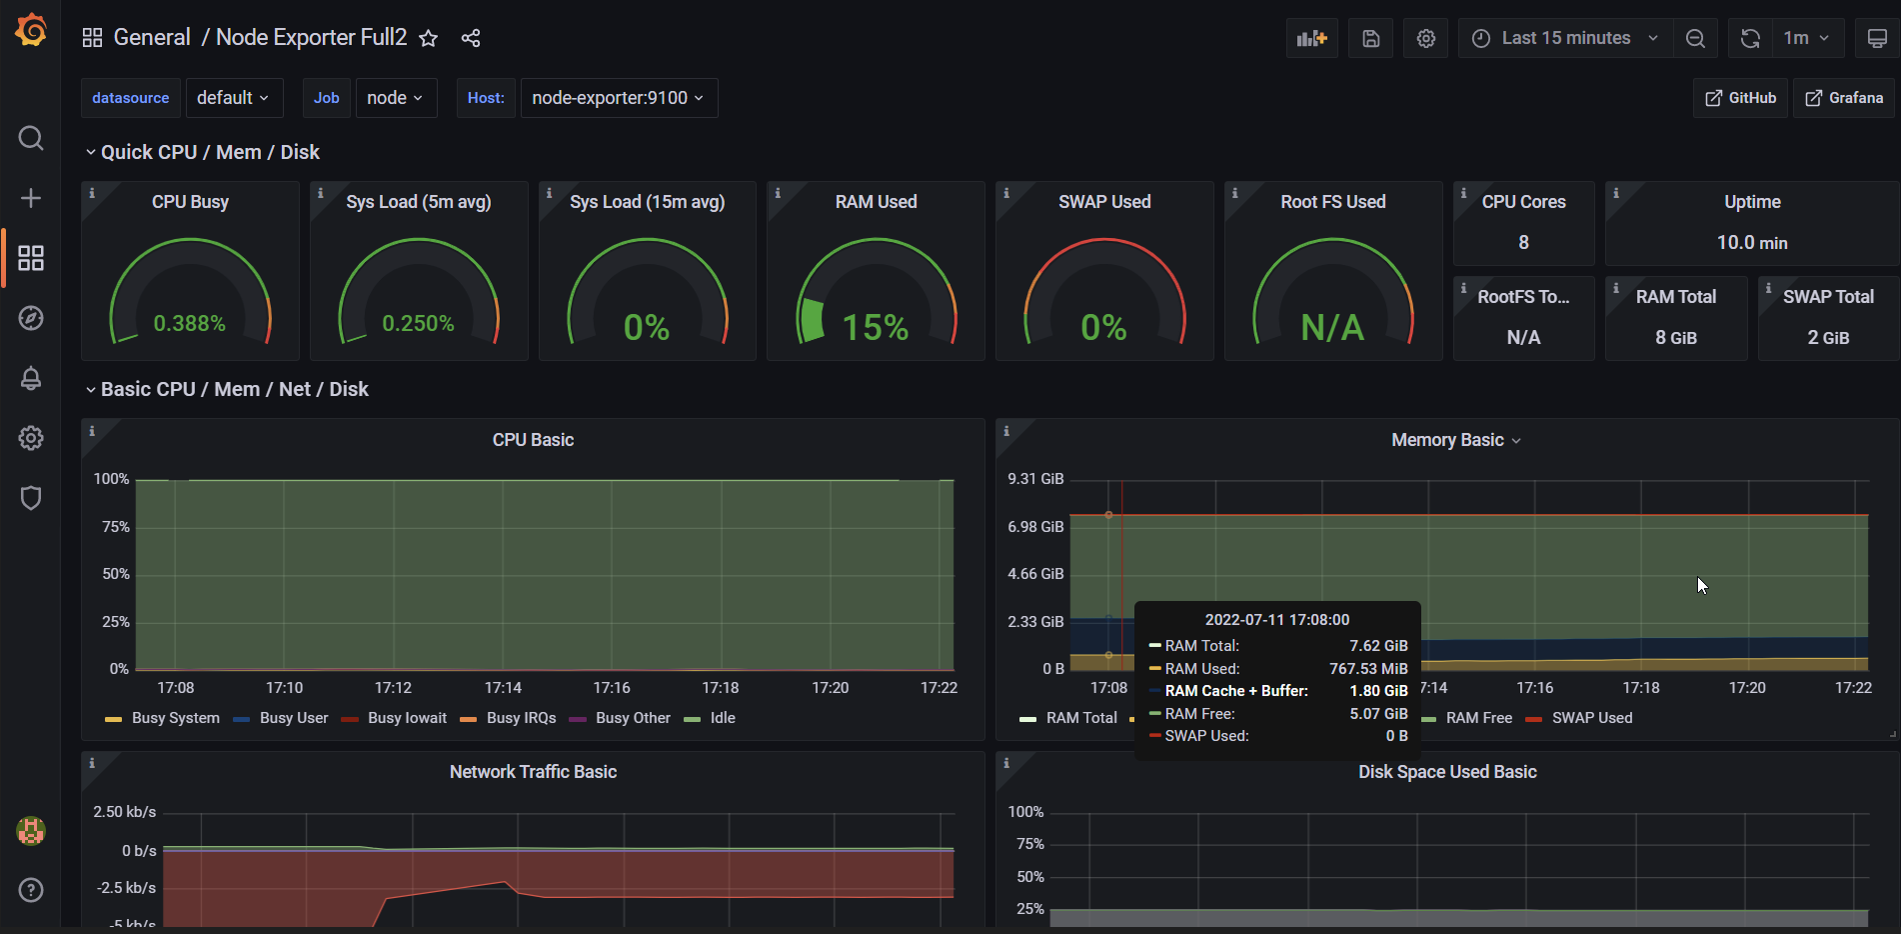 General / Node Exporter Full2
Last 15 minutes
1m
datasource default
Job node
Host: node-exporter:9100
GitHub
Grafana
Quick CPU / Mem / Disk
CPU Busy
0.388%
Sys Load (5m avg)
0.250%
Sys Load (15m avg)
0%
RAM Used
15%
SWAP Used
0%
Root FS Used
N/A
CPU Cores
8
Uptime
10.0 min
RootFS To...
N/A
RAM Total
8 GiB
SWAP Total
2 GiB
Basic CPU / Mem / Net / Disk
CPU Basic
100%
75%
50%
25%
0%
17:08 17:10 17:12 17:14 17:16 17:18 17:20 17:22
Busy System Busy User Busy Iowait Busy IRQs Busy Other Idle
Memory Basic
9.31 GiB
6.98 GiB
4.66 GiB
2.33 GiB
0 B
17:08 7:14 17:16 17:18 17:20 17:22
RAM Total RAM Free SWAP Used
2022-07-11 17:08:00
RAM Total: 7.62 GiB
RAM Used: 767.53 MiB
RAM Cache + Buffer: 1.80 GiB
RAM Free: 5.07 GiB
SWAP Used: 0 B
Network Traffic Basic
2.50 kb/s
0 b/s
-2.5 kb/s
-5 kb/s
Disk Space Used Basic
100%
75%
50%
25%